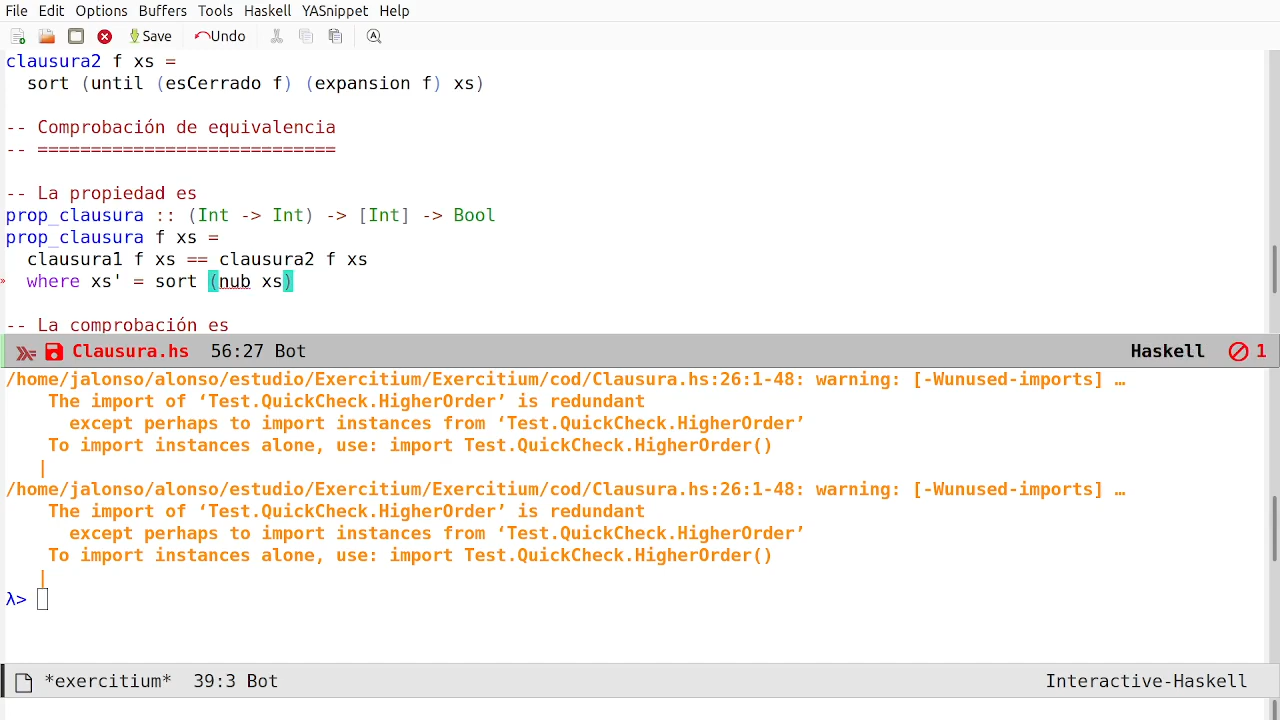 File Edit Options Buffers Tools Haskell YASnippet Help
Save Undo
clausura2 f xs =
  sort (until (esCerrado f) (expansion f) xs)
-- Comprobación de equivalencia
-- ============================
-- La propiedad es
prop_clausura :: (Int -> Int) -> [Int] -> Bool
prop_clausura f xs =
  clausura1 f xs == clausura2 f xs
  where xs' = sort (nub xs)
-- La comprobación es
Clausura.hs 56:27 Bot Haskell 1
/home/jalonso/alonso/estudio/Exercitium/Exercitium/cod/Clausura.hs:26:1-48: warning: [-Wunused-imports] …
    The import of ‘Test.QuickCheck.HigherOrder’ is redundant
      except perhaps to import instances from ‘Test.QuickCheck.HigherOrder’
    To import instances alone, use: import Test.QuickCheck.HigherOrder()
   |
/home/jalonso/alonso/estudio/Exercitium/Exercitium/cod/Clausura.hs:26:1-48: warning: [-Wunused-imports] …
    The import of ‘Test.QuickCheck.HigherOrder’ is redundant
      except perhaps to import instances from ‘Test.QuickCheck.HigherOrder’
    To import instances alone, use: import Test.QuickCheck.HigherOrder()
   |
λ>
*exercitium* 39:3 Bot Interactive-Haskell